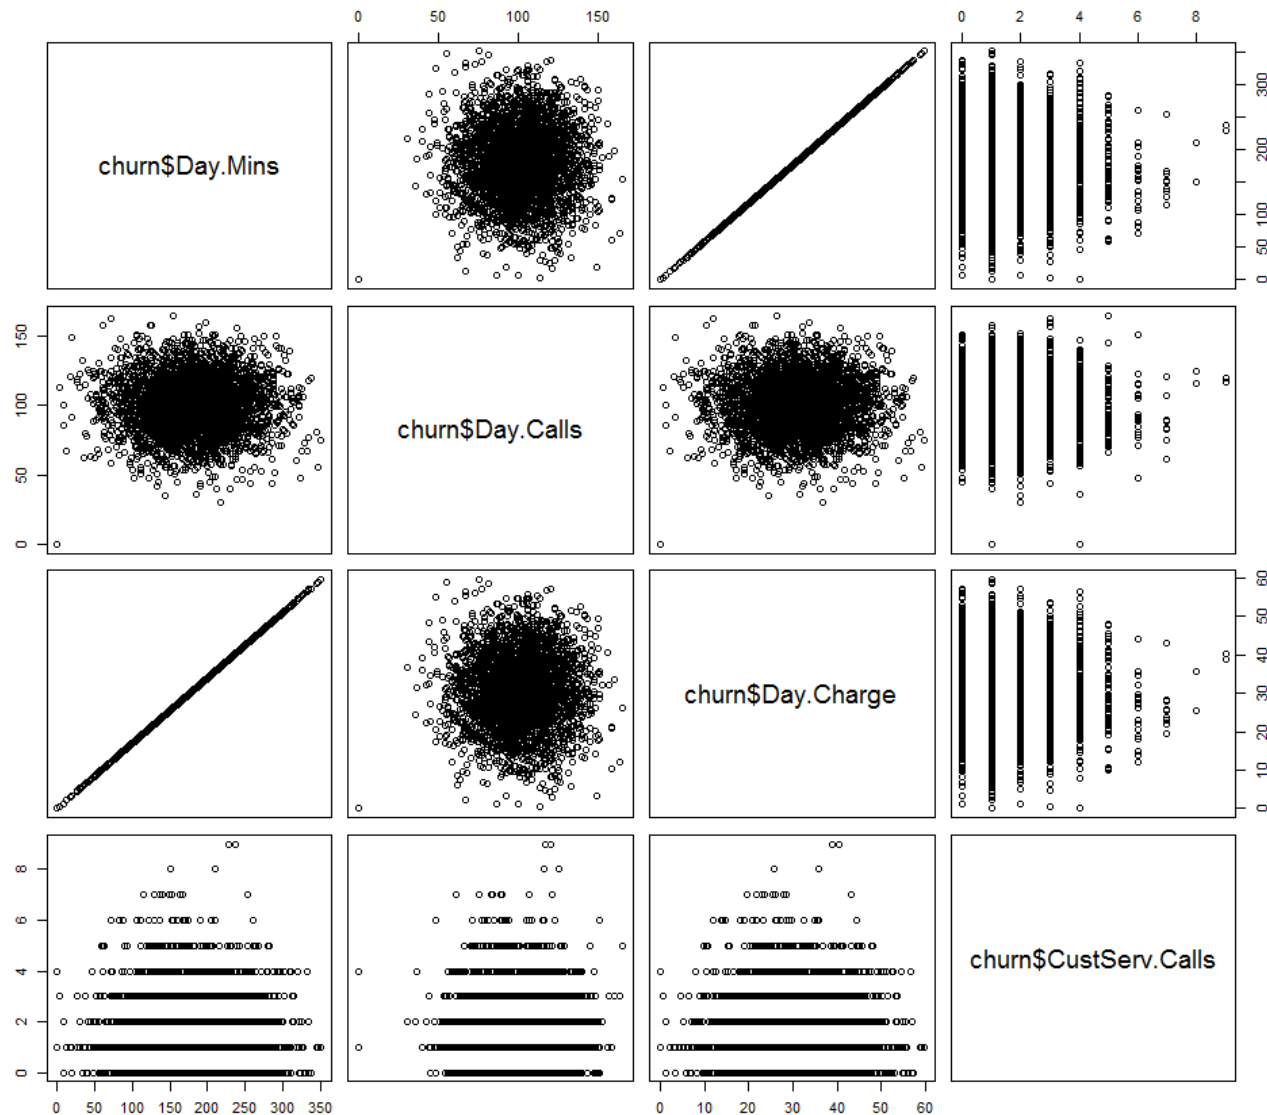 0 50 100 150 0 2 4 6 8
churn$Day.Mins
0 50 100 200 300
0 50 100 150
churn$Day.Calls
churn$Day.Charge
0 10 20 30 40 50 60
0 2 4 6 8
churn$CustServ.Calls
0 50 100 150 200 250 300 350 0 10 20 30 40 50 60